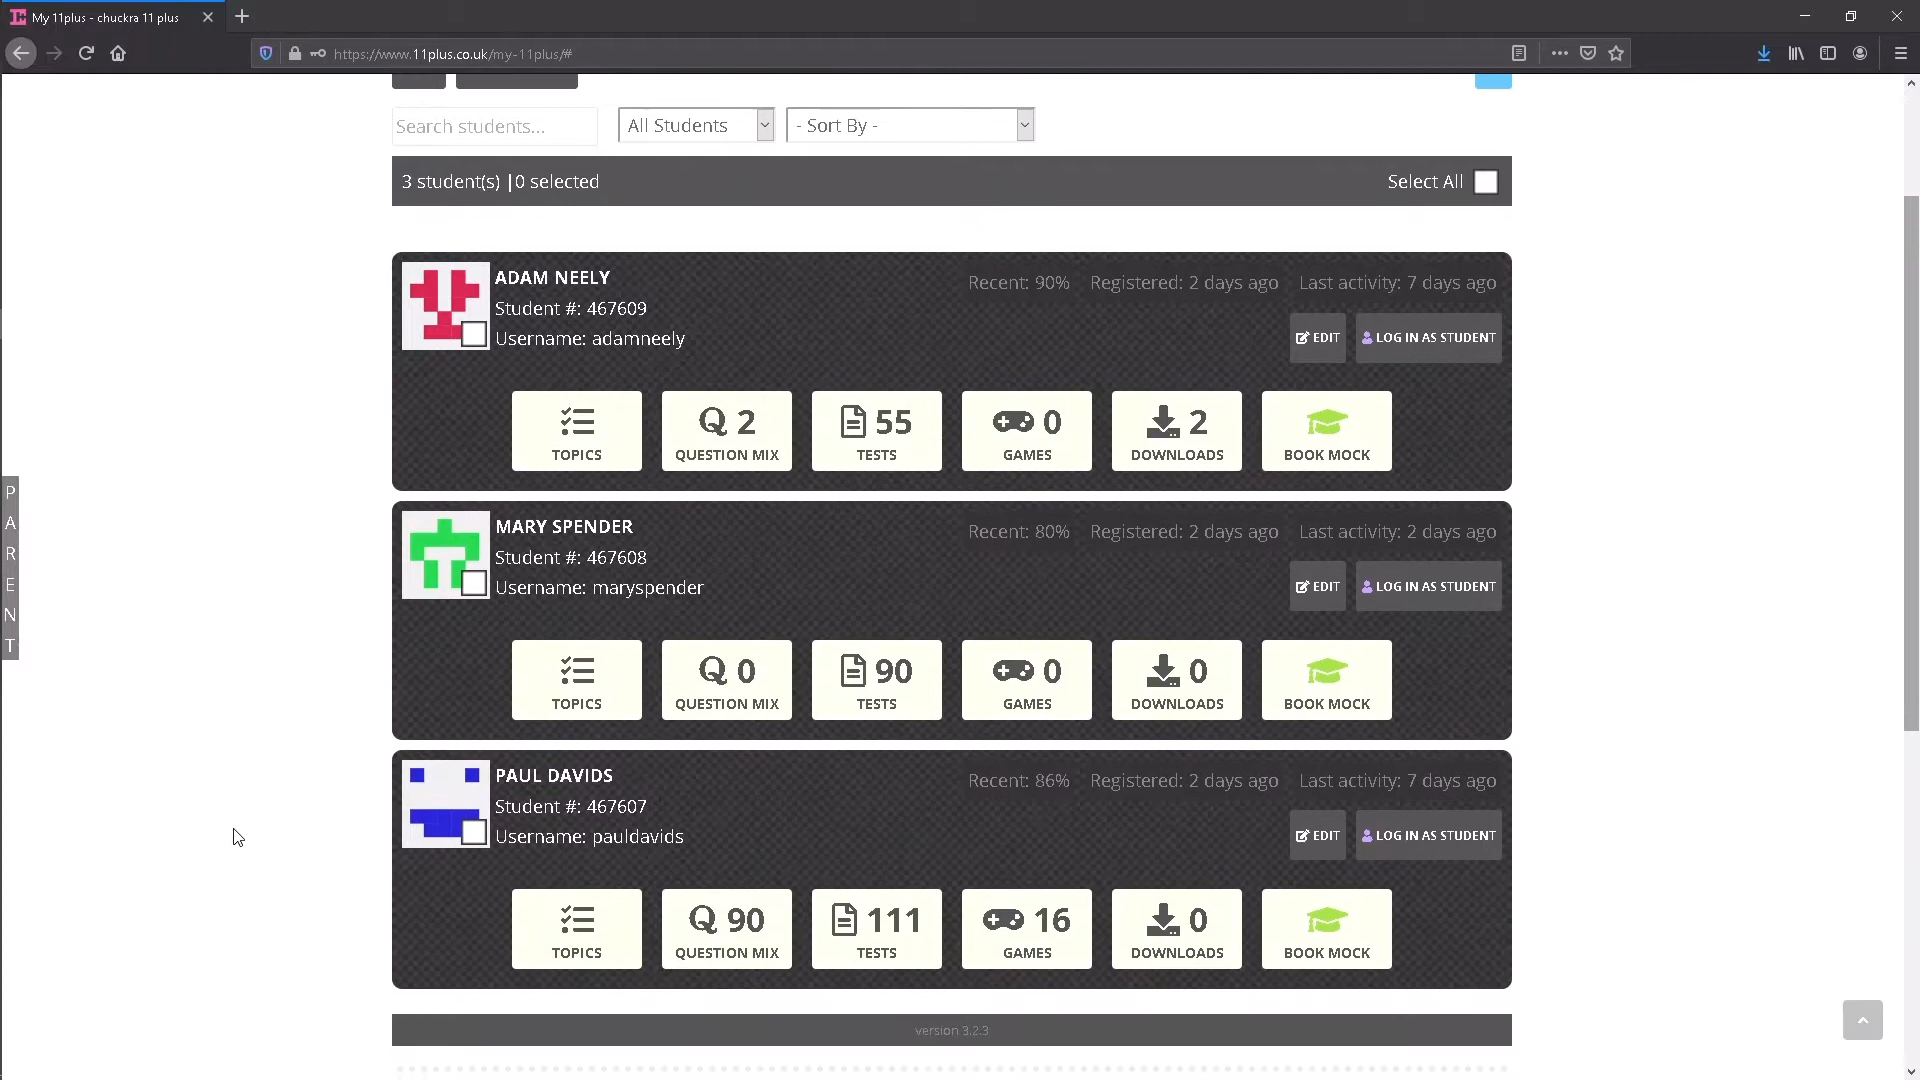 My 11plus - chuckra 11 plus
https://www.11plus.co.uk/my-11plus/#
Search students...
All Students
- Sort By -
3 student(s) |0 selected
Select All
ADAM NEELY
Recent: 90% Registered: 2 days ago Last activity: 7 days ago
Student #: 467609
Username: adamneely
EDIT LOG IN AS STUDENT
2 55 0 2
TOPICS QUESTION MIX TESTS GAMES DOWNLOADS BOOK MOCK
MARY SPENDER
Recent: 80% Registered: 2 days ago Last activity: 2 days ago
Student #: 467608
Username: maryspender
EDIT LOG IN AS STUDENT
0 90 0 0
TOPICS QUESTION MIX TESTS GAMES DOWNLOADS BOOK MOCK
PAUL DAVIDS
Recent: 86% Registered: 2 days ago Last activity: 7 days ago
Student #: 467607
Username: pauldavids
EDIT LOG IN AS STUDENT
90 111 16 0
TOPICS QUESTION MIX TESTS GAMES DOWNLOADS BOOK MOCK
version 3.2.3
PARENT